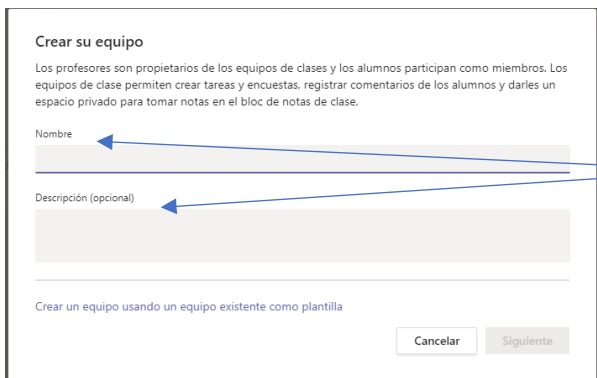 Crear su equipo
Los profesores son propietarios de los equipos de clases y los alumnos participan como miembros. Los
equipos de clase permiten crear tareas y encuestas, registrar comentarios de los alumnos y darles un
espacio privado para tomar notas en el bloc de notas de clase.
Nombre
Descripción (opcional)
Crear un equipo usando un equipo existente como plantilla
Cancelar Siguiente